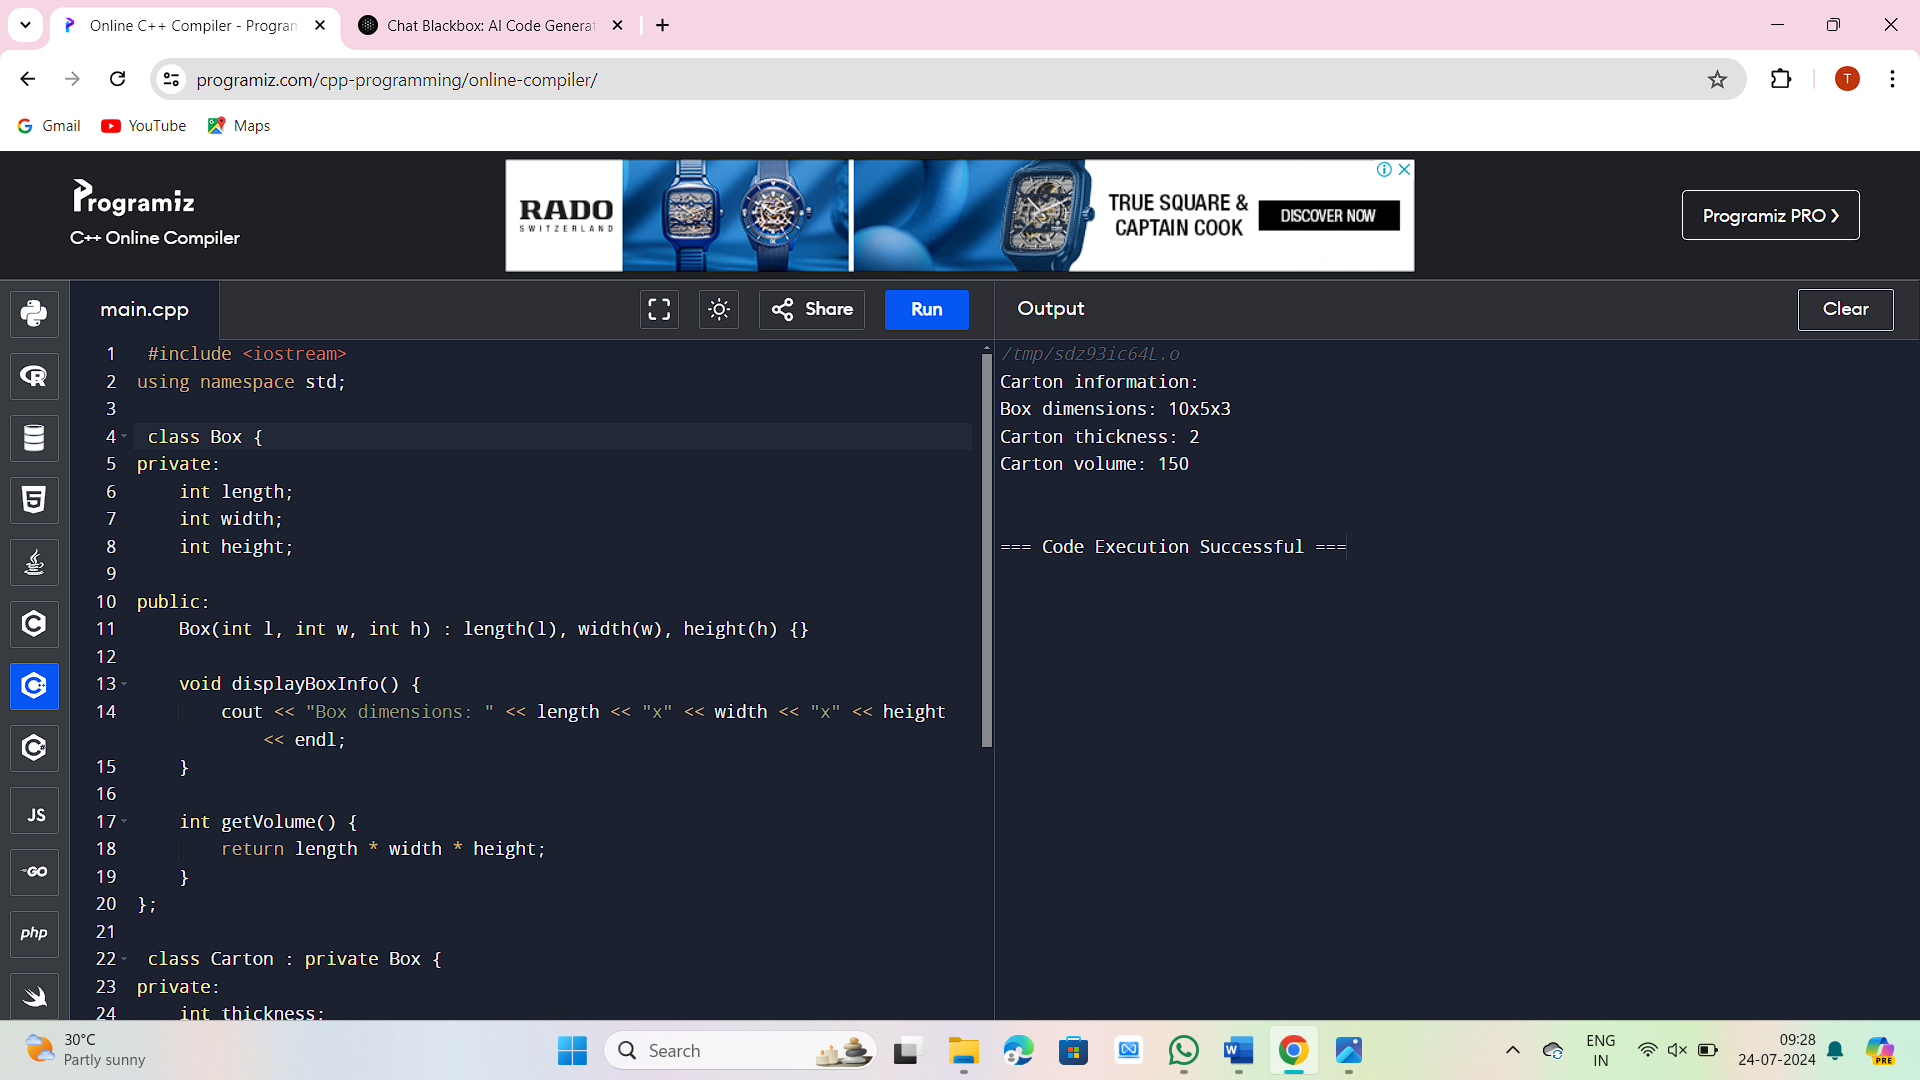 Online C++ Compiler - Program
Chat Blackbox: AI Code Generat
programiz.com/cpp-programming/online-compiler/
T
Gmail
YouTube
Maps
Programiz
C++ Online Compiler
RADO
SWITZERLAND
TRUE SQUARE &
CAPTAIN COOK
DISCOVER NOW
Programiz PRO
main.cpp
Share
Run
Output
Clear
1 #include <iostream>
2 using namespace std;
3
4 class Box {
5 private:
6 int length;
7 int width;
8 int height;
9
10 public:
11 Box(int l, int w, int h) : length(l), width(w), height(h) {}
12
13 void displayBoxInfo() {
14 cout << "Box dimensions: " << length << "x" << width << "x" << height
<< endl;
15 }
16
17 int getVolume() {
18 return length * width * height;
19 }
20 };
21
22 class Carton : private Box {
23 private:
24 int thickness;
/tmp/sdz93ic64L.o
Carton information:
Box dimensions: 10x5x3
Carton thickness: 2
Carton volume: 150
=== Code Execution Successful ===
R
5
C
C
C
JS
GO
php
30°C
Partly sunny
Search
W
ENG
IN
09:28
24-07-2024
PRE